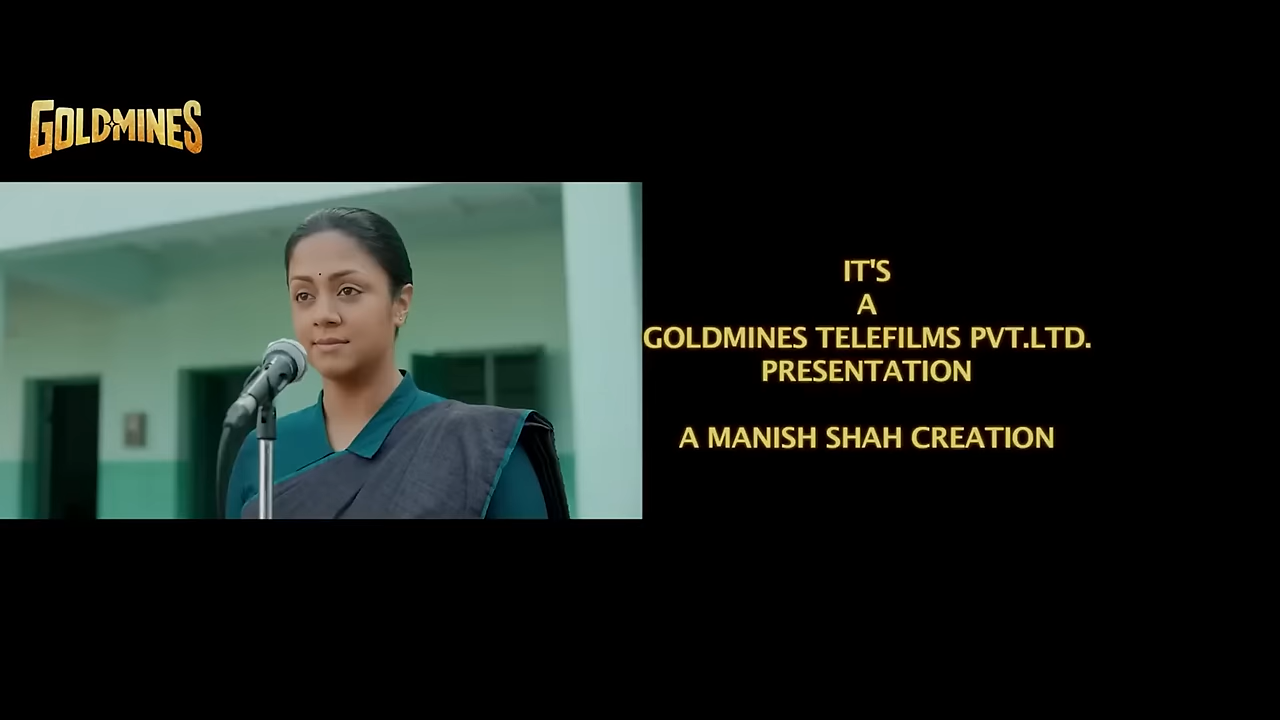 GOLDMINES
IT'S
A
GOLDMINES TELEFILMS PVT.LTD.
PRESENTATION
A MANISH SHAH CREATION